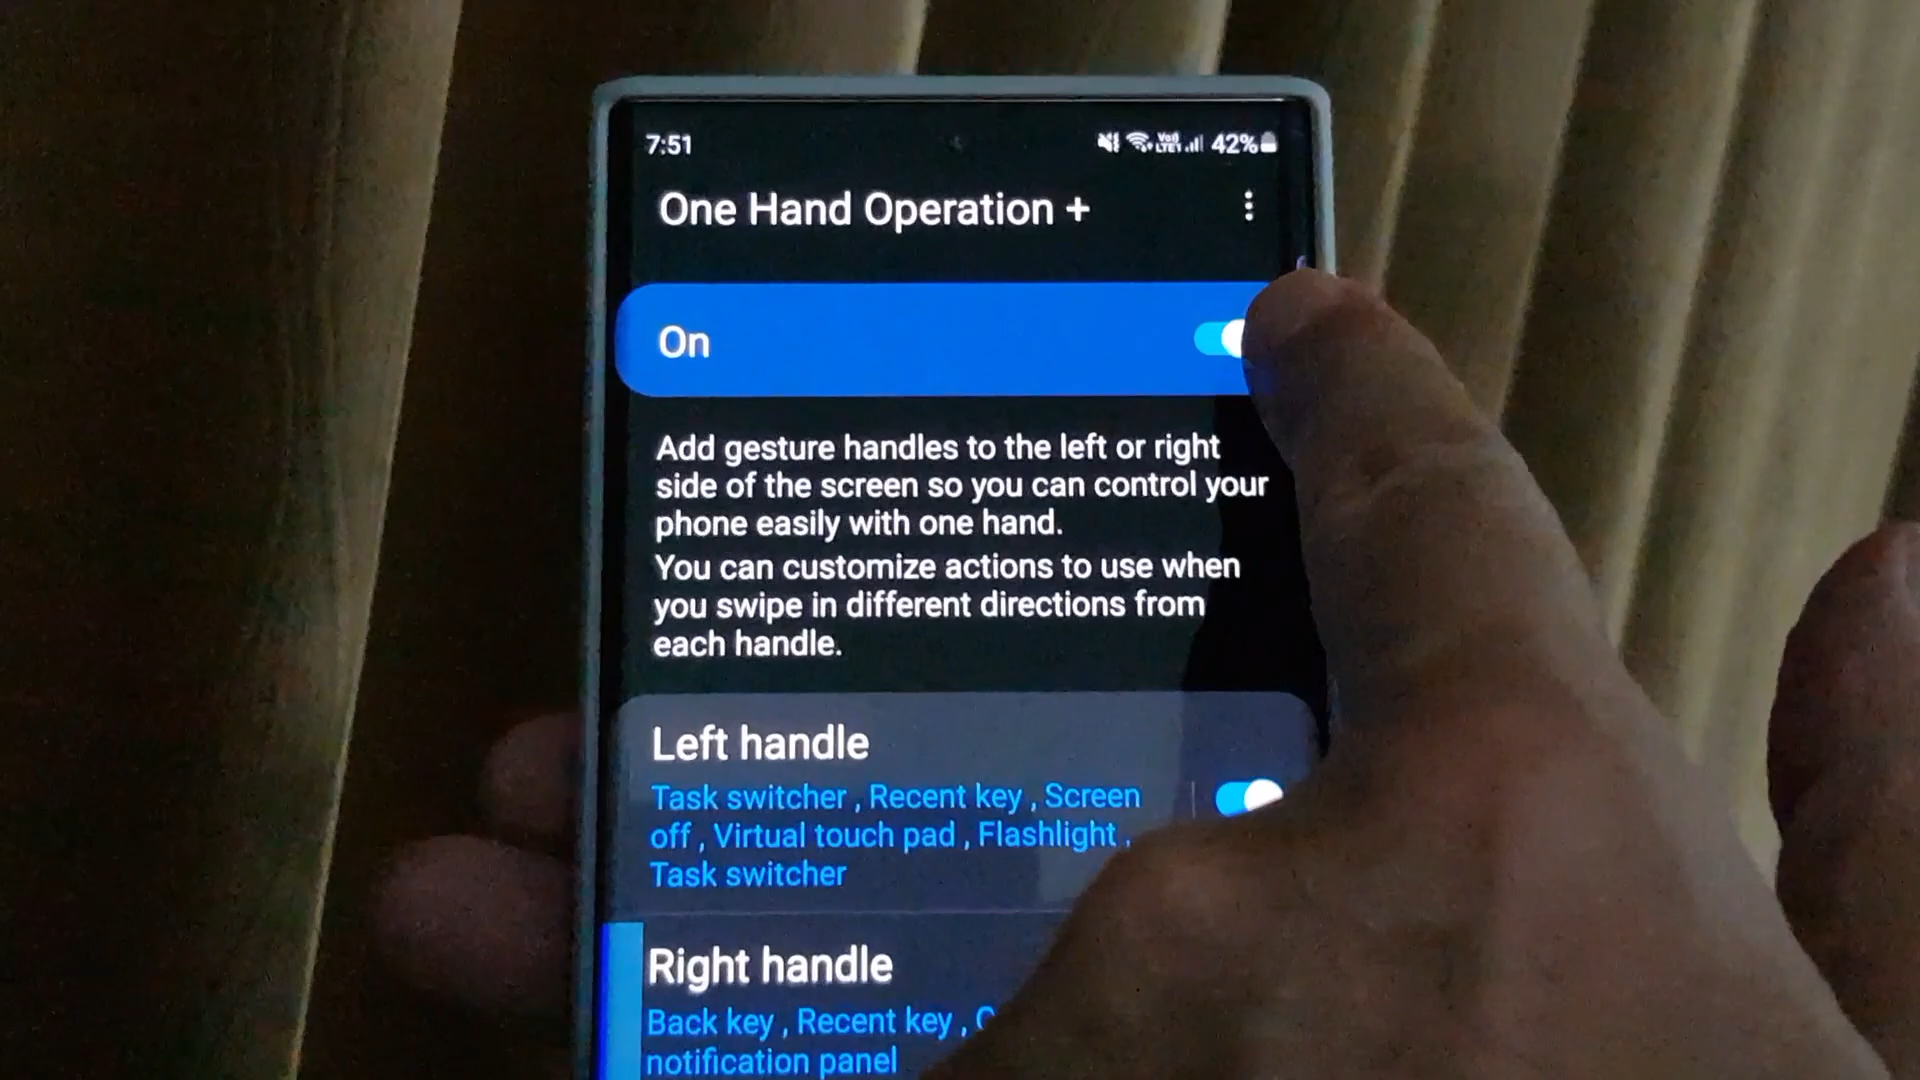 7:51
42%
One Hand Operation +
On
Add gesture handles to the left or right
side of the screen so you can control your
phone easily with one hand.
You can customize actions to use when
you swipe in different directions from
each handle.
Left handle
Task switcher , Recent key , Screen
off , Virtual touch pad , Flashlight ,
Task switcher
Right handle
Back key , Recent key ,
notification panel